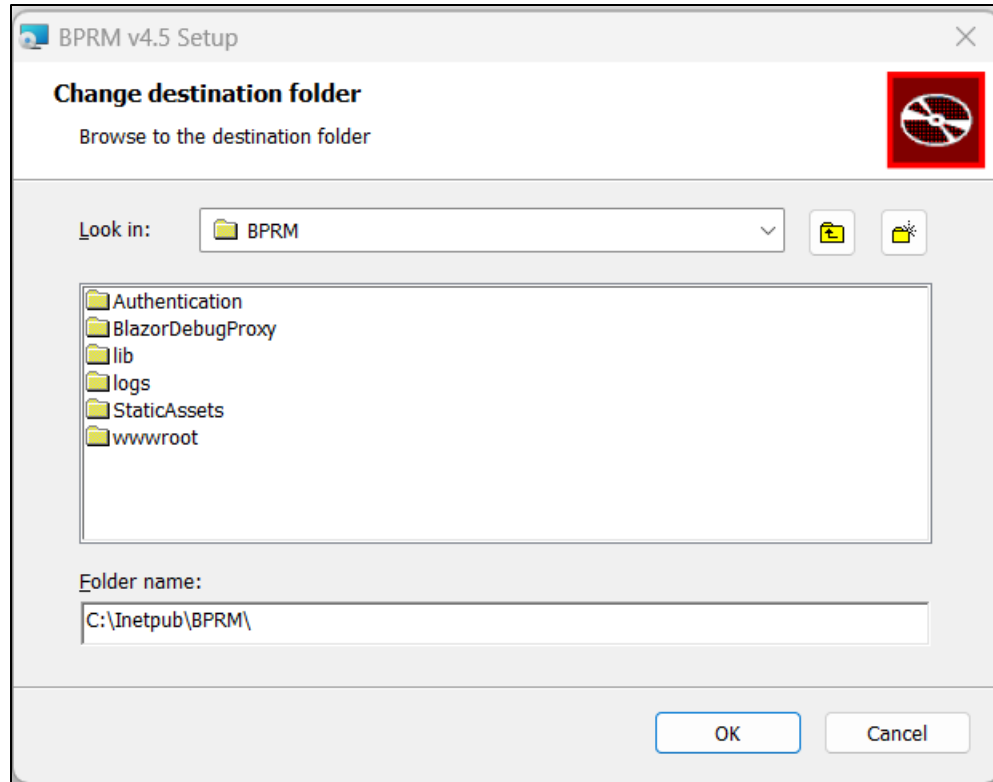 BPRM v4.5 Setup
Change destination folder
Browse to the destination folder
Look in: BPRM
Authentication
BlazorDebugProxy
lib
logs
StaticAssets
wwwroot
Folder name:
C:\Inetpub\BPRM\
OK Cancel